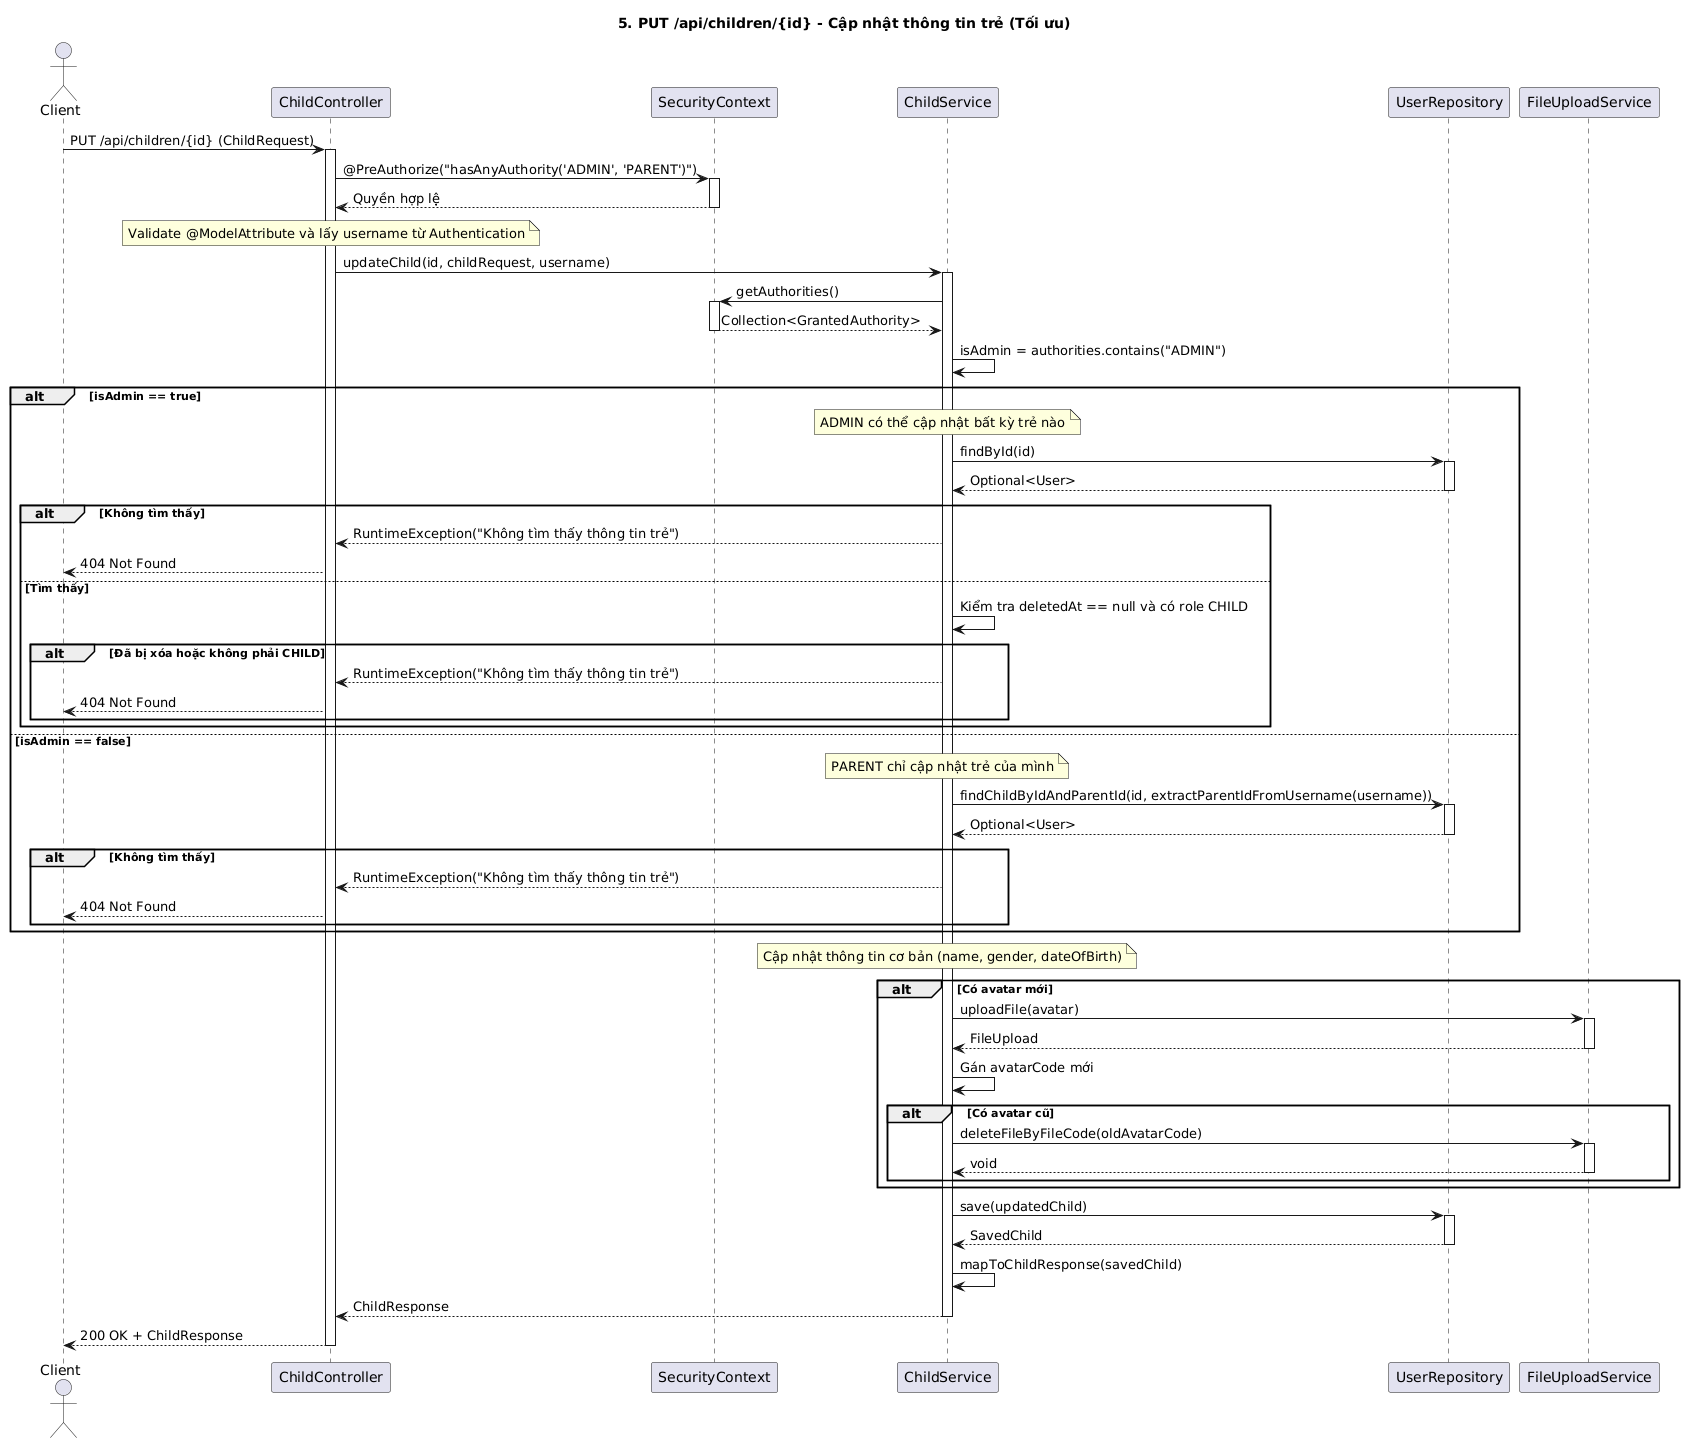 5. PUT /api/children/{id} - Cập nhật thông tin trẻ (Tối ưu)
Client
ChildController
SecurityContext
ChildService
UserRepository
FileUploadService
PUT /api/children/{id} (ChildRequest)
@PreAuthorize("hasAnyAuthority('ADMIN', 'PARENT')")
Quyền hợp lệ
Validate @ModelAttribute và lấy username từ Authentication
updateChild(id, childRequest, username)
getAuthorities()
Collection<GrantedAuthority>
isAdmin = authorities.contains("ADMIN")
alt [isAdmin == true]
ADMIN có thể cập nhật bất kỳ trẻ nào
findById(id)
Optional<User>
alt [Không tìm thấy]
RuntimeException("Không tìm thấy thông tin trẻ")
404 Not Found
[Tìm thấy]
Kiểm tra deletedAt == null và có role CHILD
alt [Đã bị xóa hoặc không phải CHILD]
RuntimeException("Không tìm thấy thông tin trẻ")
404 Not Found
[isAdmin == false]
PARENT chỉ cập nhật trẻ của mình
findChildByIdAndParentId(id, extractParentIdFromUsername(username))
Optional<User>
alt [Không tìm thấy]
RuntimeException("Không tìm thấy thông tin trẻ")
404 Not Found
Cập nhật thông tin cơ bản (name, gender, dateOfBirth)
alt [Có avatar mới]
uploadFile(avatar)
FileUpload
Gán avatarCode mới
alt [Có avatar cũ]
deleteFileByFileCode(oldAvatarCode)
void
save(updatedChild)
SavedChild
mapToChildResponse(savedChild)
ChildResponse
200 OK + ChildResponse
Client
ChildController
SecurityContext
ChildService
UserRepository
FileUploadService